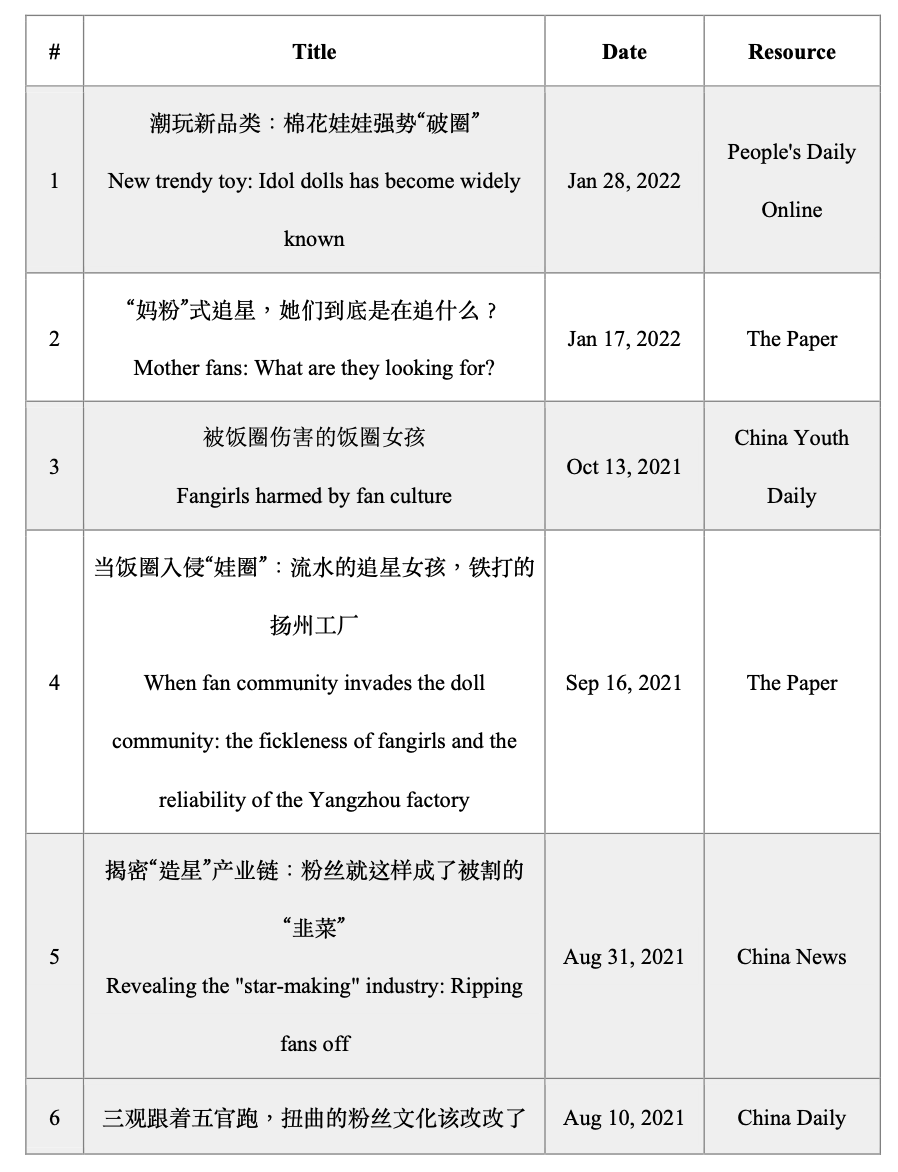 # Title Date Resource
潮玩新品类：棉花娃娃强势“破圈”
New trendy toy: Idol dolls has become widely
known
1
Jan 28, 2022
People's Daily
Online
“妈粉”式追星，她们到底是在追什么？
Mother fans: What are they looking for?
2
Jan 17, 2022
The Paper
被饭圈伤害的饭圈女孩
Fangirls harmed by fan culture
3
Oct 13, 2021
China Youth
Daily
当饭圈入侵“娃圈”：流水的追星女孩，铁打的
扬州工厂
When fan community invades the doll
community: the fickleness of fangirls and the
reliability of the Yangzhou factory
4
Sep 16, 2021
The Paper
揭密“造星”产业链：粉丝就这样成了被割的
“韭菜”
Revealing the "star-making" industry: Ripping
fans off
5
Aug 31, 2021
China News
6
三观跟着五官跑，扭曲的粉丝文化该改改了
Aug 10, 2021
China Daily